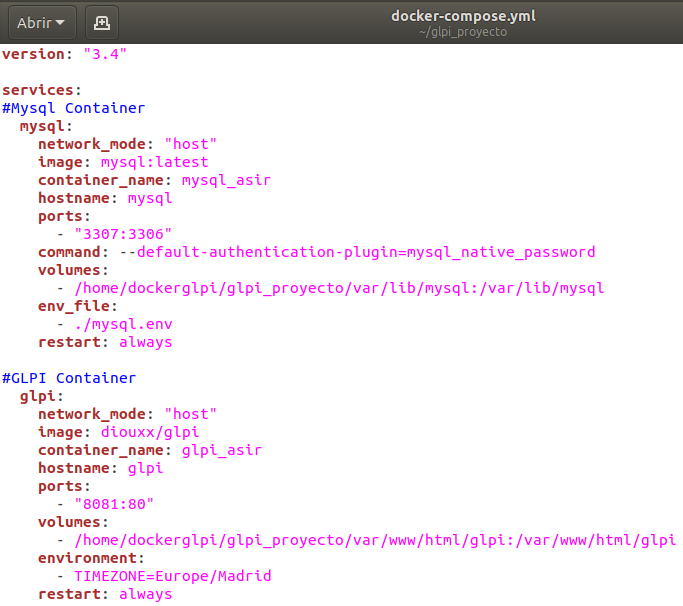 Abrir
docker-compose.yml
~/glpi_proyecto
version: "3.4"
services:
#Mysql Container
  mysql:
    network_mode: "host"
    image: mysql:latest
    container_name: mysql_asir
    hostname: mysql
    ports:
      - "3307:3306"
    command: --default-authentication-plugin=mysql_native_password
    volumes:
      - /home/dockerglpi/glpi_proyecto/var/lib/mysql:/var/lib/mysql
    env_file:
      - ./mysql.env
    restart: always
#GLPI Container
  glpi:
    network_mode: "host"
    image: diouxx/glpi
    container_name: glpi_asir
    hostname: glpi
    ports:
      - "8081:80"
    volumes:
      - /home/dockerglpi/glpi_proyecto/var/www/html/glpi:/var/www/html/glpi
    environment:
      - TIMEZONE=Europe/Madrid
    restart: always